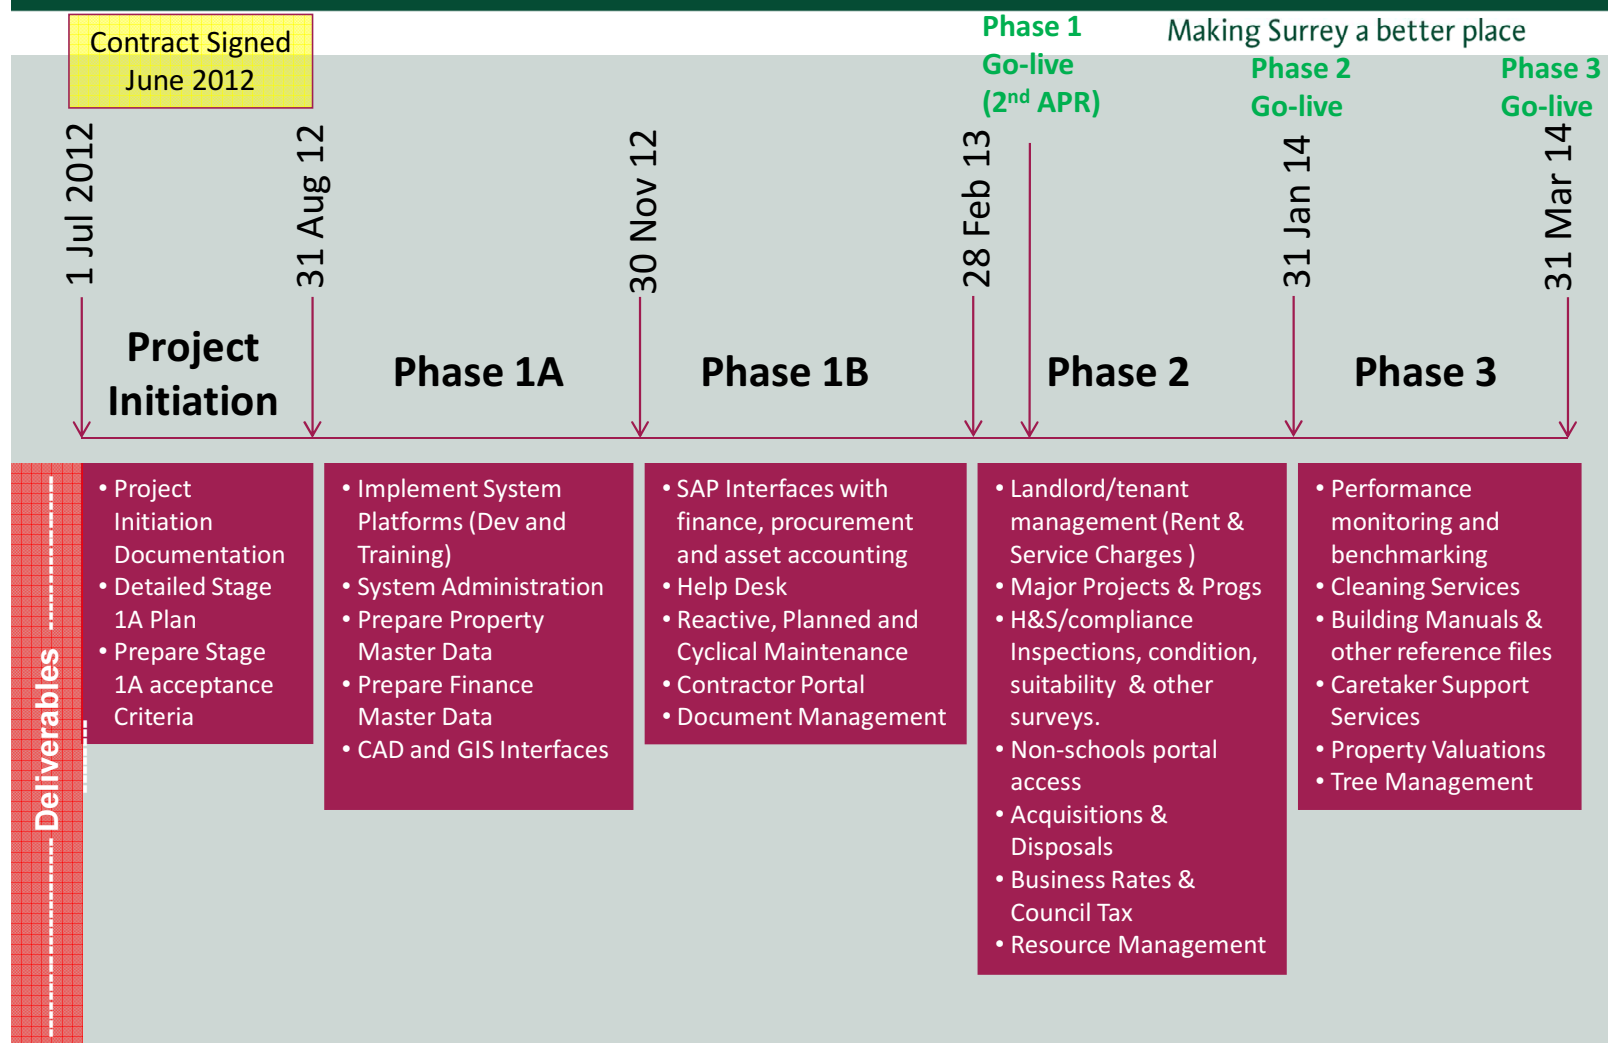 Contract Signed
June 2012
Phase 1
Go-live
(2nd APR)
Making Surrey a better place
Phase 2
Go-live
Phase 3
Go-live
1 Jul 2012
31 Aug 12
30 Nov 12
28 Feb 13
31 Jan 14
31 Mar 14
Project
Initiation
Phase 1A
Phase 1B
Phase 2
Phase 3
Deliverables
• Project
Initiation
Documentation
• Detailed Stage
1A Plan
• Prepare Stage
1A acceptance
Criteria
• Implement System
Platforms (Dev and
Training)
• System Administration
• Prepare Property
Master Data
• Prepare Finance
Master Data
• CAD and GIS Interfaces
• SAP Interfaces with
finance, procurement
and asset accounting
• Help Desk
• Reactive, Planned and
Cyclical Maintenance
• Contractor Portal
• Document Management
• Landlord/tenant
management (Rent &
Service Charges )
• Major Projects & Progs
• H&S/compliance
Inspections, condition,
suitability & other
surveys.
• Non-schools portal
access
• Acquisitions &
Disposals
• Business Rates &
Council Tax
• Resource Management
• Performance
monitoring and
benchmarking
• Cleaning Services
• Building Manuals &
other reference files
• Caretaker Support
Services
• Property Valuations
• Tree Management